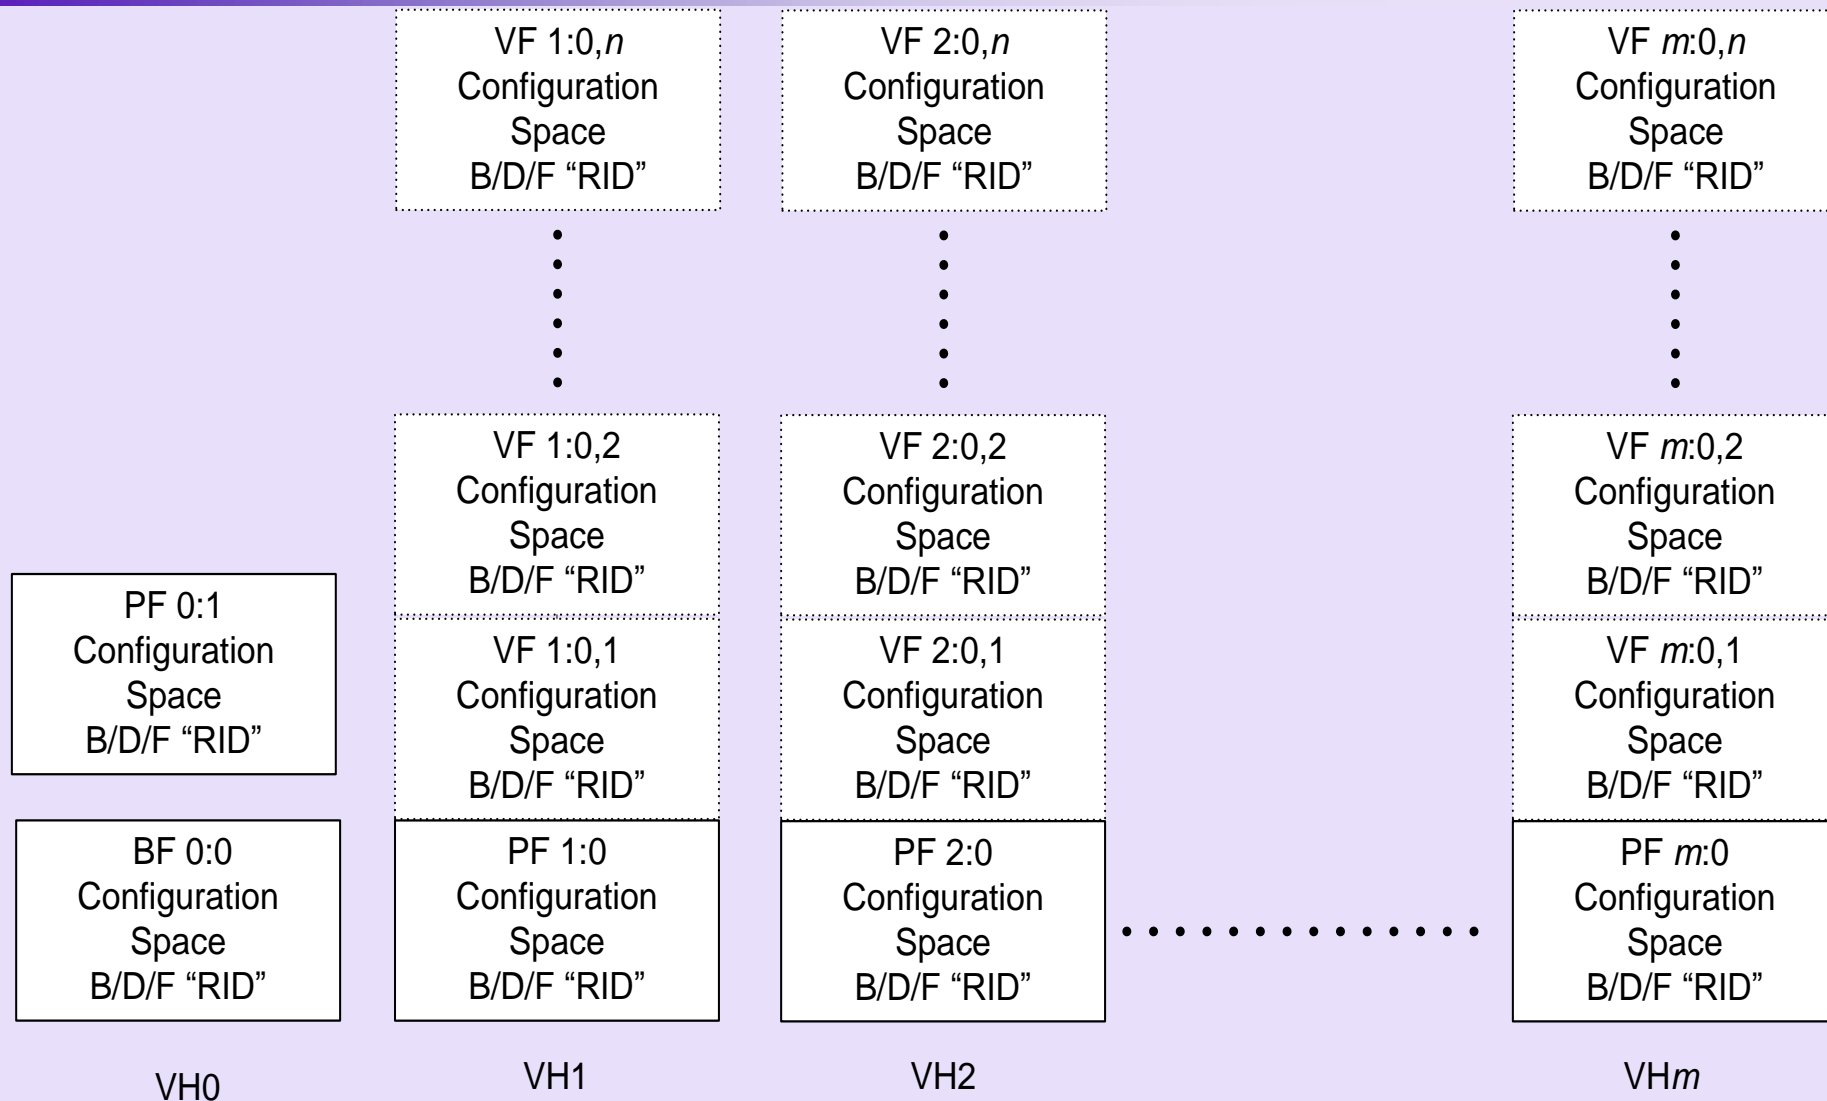 VF 1:0,n
Configuration
Space
B/D/F “RID”
VF 2:0,n
Configuration
Space
B/D/F “RID”
VF m:0,n
Configuration
Space
B/D/F “RID”
VF 1:0,2
Configuration
Space
B/D/F “RID”
VF 2:0,2
Configuration
Space
B/D/F “RID”
VF m:0,2
Configuration
Space
B/D/F “RID”
PF 0:1
Configuration
Space
B/D/F “RID”
VF 1:0,1
Configuration
Space
B/D/F “RID”
VF 2:0,1
Configuration
Space
B/D/F “RID”
VF m:0,1
Configuration
Space
B/D/F “RID”
BF 0:0
Configuration
Space
B/D/F “RID”
PF 1:0
Configuration
Space
B/D/F “RID”
PF 2:0
Configuration
Space
B/D/F “RID”
PF m:0
Configuration
Space
B/D/F “RID”
VH0
VH1
VH2
VHm